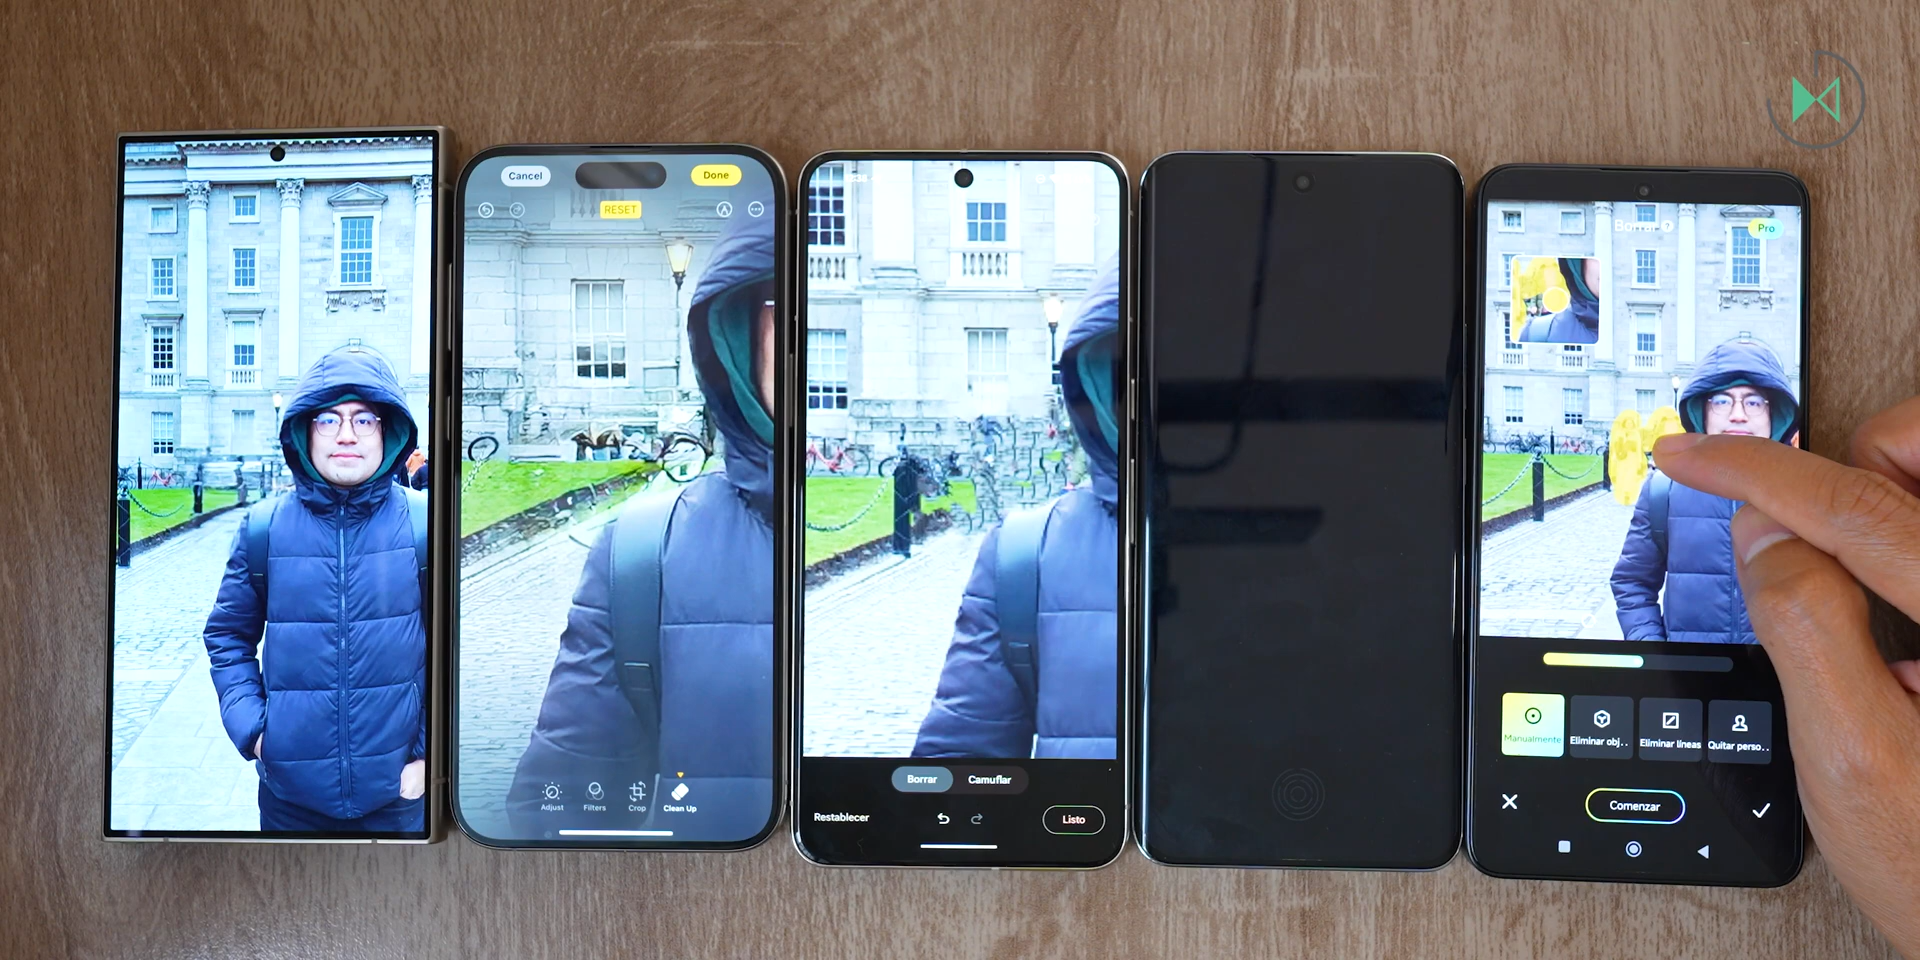 Cancel
Done
RESET
Adjust
Filters
Crop
Clean Up
Borrar
Camuflar
Restablecer
Listo
Borrar
Pro
Manualmente
Eliminar obj..
Eliminar líneas
Quitar perso..
Comenzar